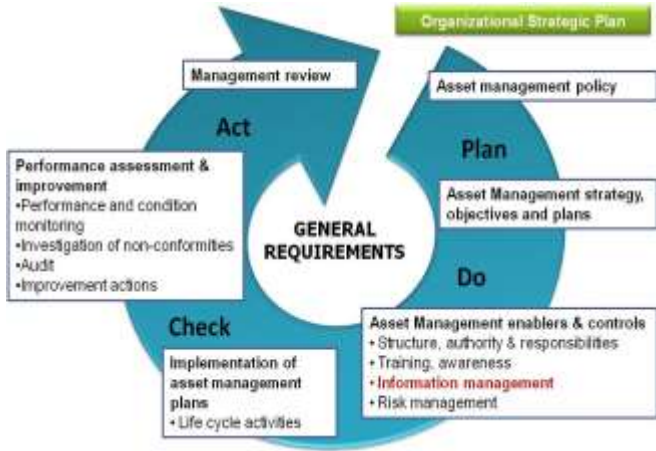 Organizational Strategic Plan
Management review
Asset management policy
Act
Plan
Performance assessment &
improvement
•Performance and condition
monitoring
•Investigation of non-conformities
•Audit
•Improvement actions
Asset Management strategy,
objectives and plans
GENERAL
REQUIREMENTS
Do
Check
Asset Management enablers & controls
• Structure, authority & responsibilities
• Training, awareness
• Information management
• Risk management
Implementation of
asset management
plans
• Life cycle activities